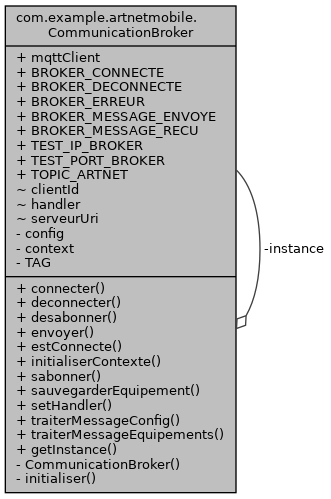 com.example.artnetmobile.
CommunicationBroker
+ mqttClient
+ BROKER_CONNECTE
+ BROKER_DECONNECTE
+ BROKER_ERREUR
+ BROKER_MESSAGE_ENVOYE
+ BROKER_MESSAGE_RECU
+ TEST_IP_BROKER
+ TEST_PORT_BROKER
+ TOPIC_ARTNET
~ clientId
~ handler
~ serveurUri
- config
- context
- TAG
-instance
+ connecter()
+ deconnecter()
+ desabonner()
+ envoyer()
+ estConnecte()
+ initialiserContexte()
+ sabonner()
+ sauvegarderEquipement()
+ setHandler()
+ traiterMessageConfig()
+ traiterMessageEquipements()
+ getInstance()
- CommunicationBroker()
- initialiser()